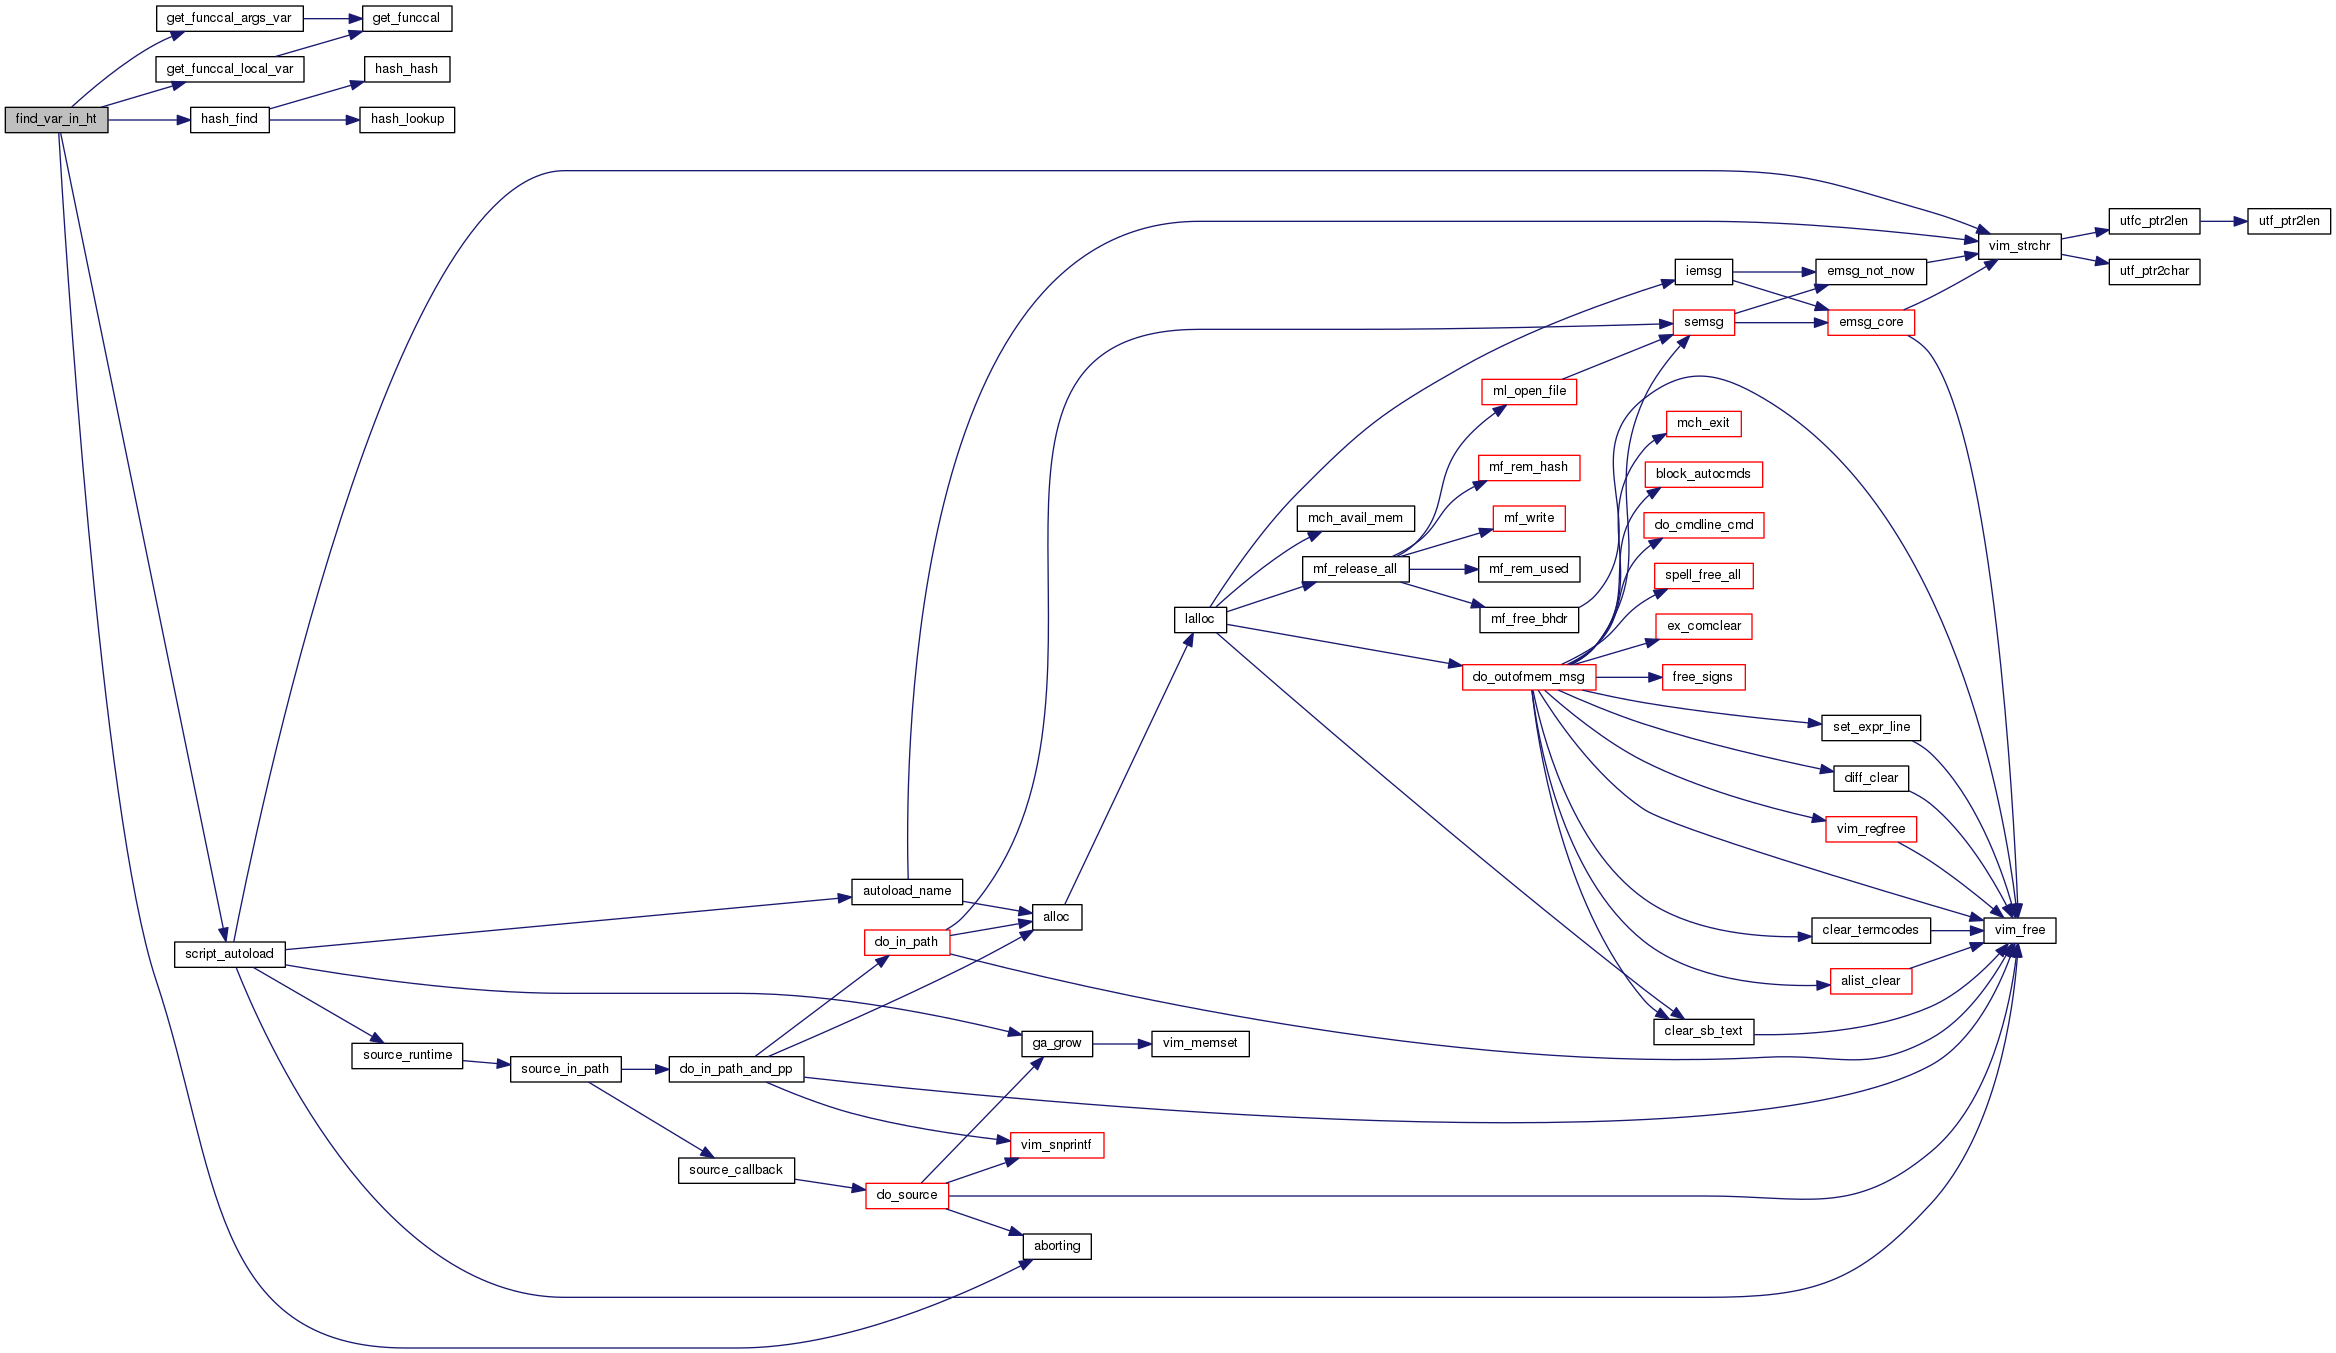 get_funccal_args_var
get_funccal
get_funccal_local_var
hash_hash
find_var_in_ht
hash_find
hash_lookup
utfc_ptr2len
utf_ptr2len
vim_strchr
iemsg
emsg_not_now
utf_ptr2char
semsg
emsg_core
ml_open_file
mch_exit
mf_rem_hash
block_autocmds
mch_avail_mem
mf_write
do_cmdline_cmd
mf_release_all
mf_rem_used
spell_free_all
lalloc
mf_free_bhdr
ex_comclear
do_outofmem_msg
free_signs
set_expr_line
diff_clear
vim_regfree
autoload_name
alloc
clear_termcodes
vim_free
do_in_path
script_autoload
alist_clear
clear_sb_text
source_runtime
ga_grow
vim_memset
source_in_path
do_in_path_and_pp
vim_snprintf
source_callback
do_source
aborting